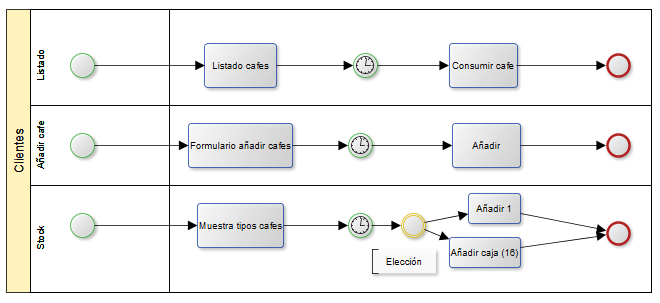 Clientes
Listado
Listado cafes
Consumir cafe
Añadir cafe
Formulario añadir cafes
Añadir
Stock
Muestra tipos cafes
Elección
Añadir 1
Añadir caja (16)